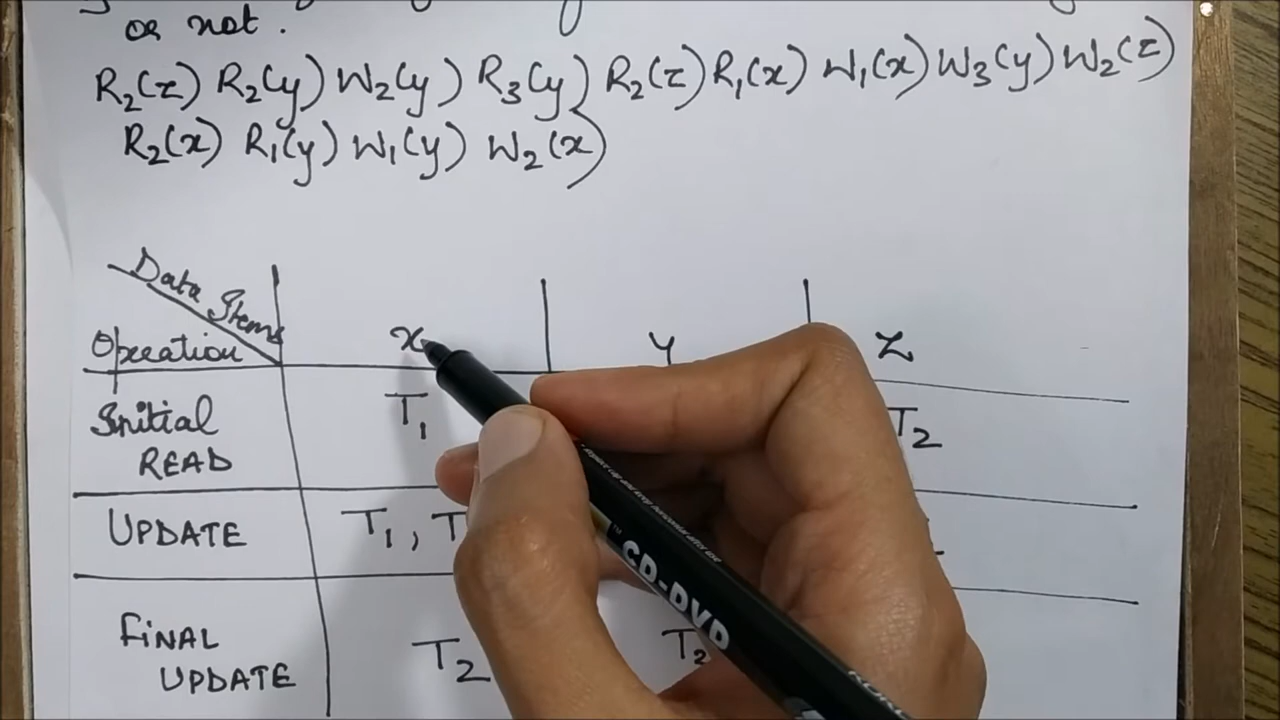 or not.
R2(z) R2(y) W2(y) R3(y) R2(z) R1(x) W1(x) W3(y) W2(z)
R2(x) R1(y) W1(y) W2(x)
Data Items
Operation x y z
Initial READ T1 T2
UPDATE T1, T
Final UPDATE T2 T2
CD-DVD